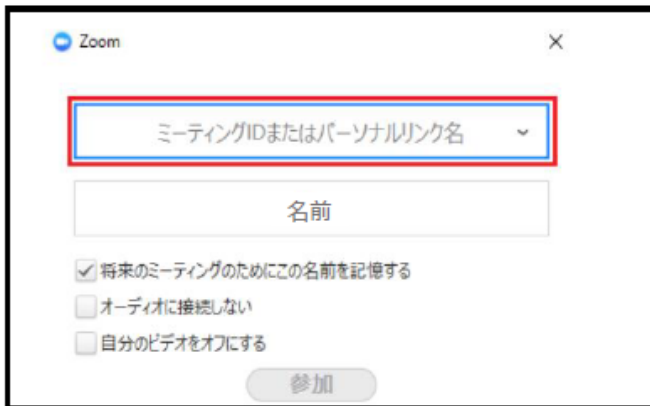 Zoom
ミーティングIDまたはパーソナルリンク名
名前
将来のミーティングのためにこの名前を記憶する
オーディオに接続しない
自分のビデオをオフにする
参加